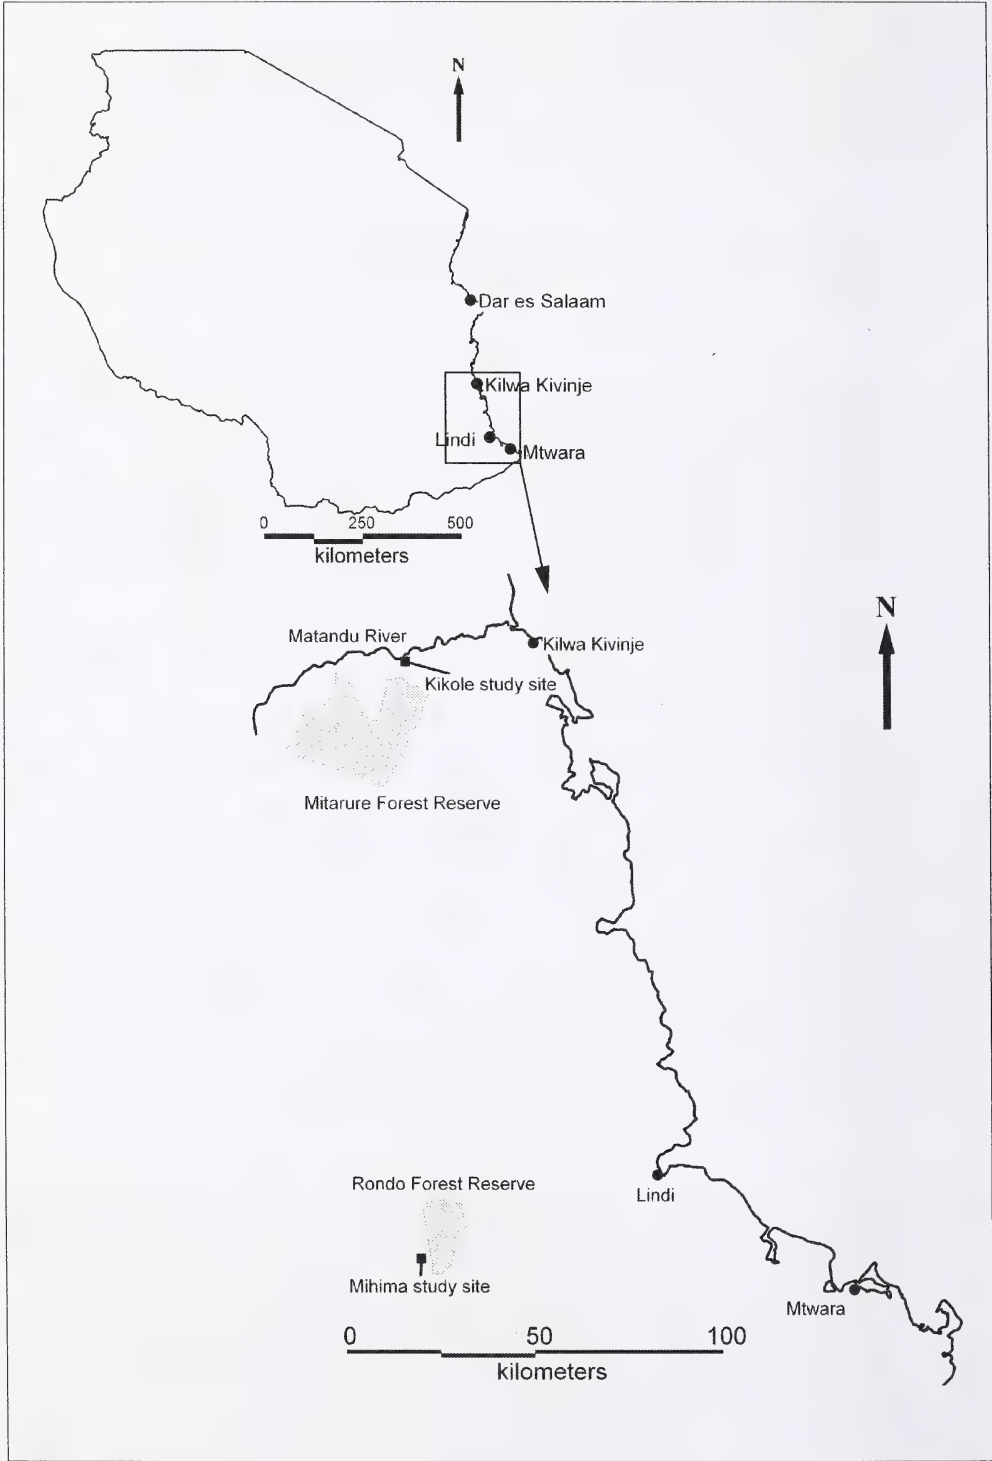 N
Dar es Salaam
Kilwa Kivinje
Lindi
Mtwara
0 250 500
kilometers
N
Matandu River
Kilwa Kivinje
Kikole study site
Mitarure Forest Reserve
Rondo Forest Reserve
Lindi
Mihima study site
Mtwara
0 50 100
kilometers